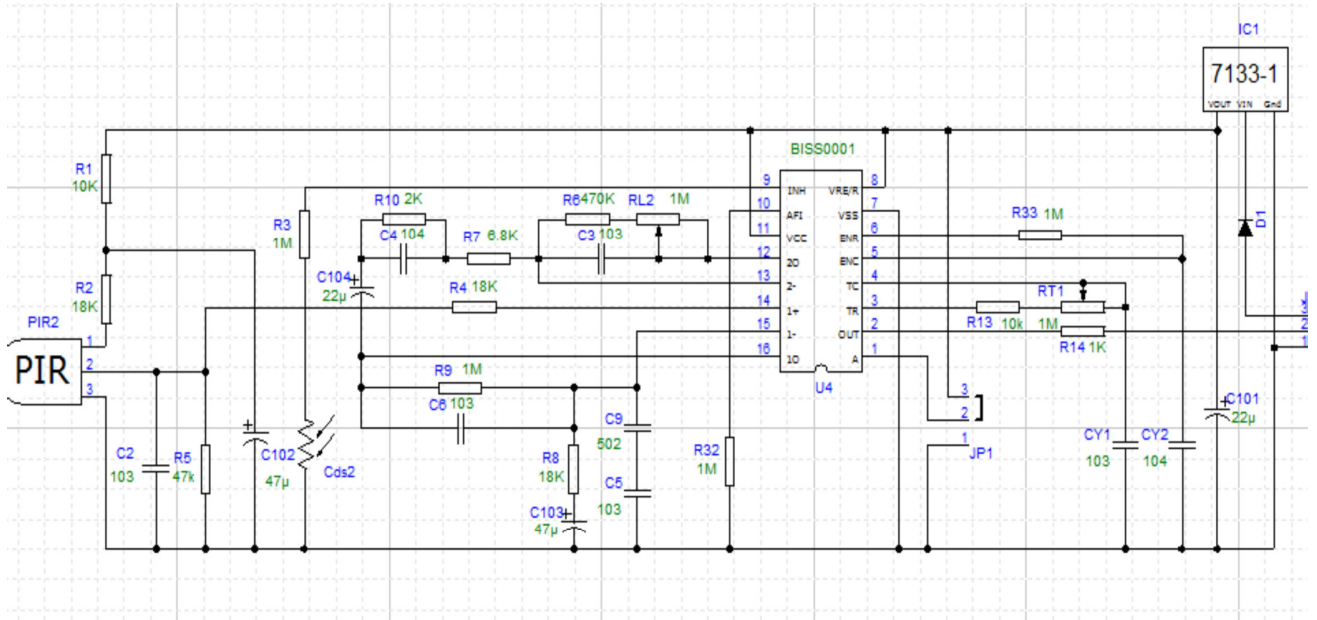 IC1
7133-1
VOUT VIN Gnd
BISS0001
R1
10K
R3
1M
R10 2K
C4 104
R7 6.8K
R6 470K
RL2 1M
C3 103
9 INH VRE/R 8
10 AFI VSS 7
11 VCC ENR 6
12 2O ENC 5
13 2- TC 4
14 1+ TR 3
15 1- OUT 2
16 1O A 1
U4
R33 1M
D1
R2
18K
C104
22µ
R4 18K
RT1
1M
R13 10k
R14 1K
2
1
PIR2
PIR
1
2
3
R9 1M
C6 103
C9
502
R8
18K
C5
103
C103
47µ
R32
1M
3
2
1
JP1
C101
22µ
CY1
103
CY2
104
C2
103
R5
47k
C102
47µ
Cds2